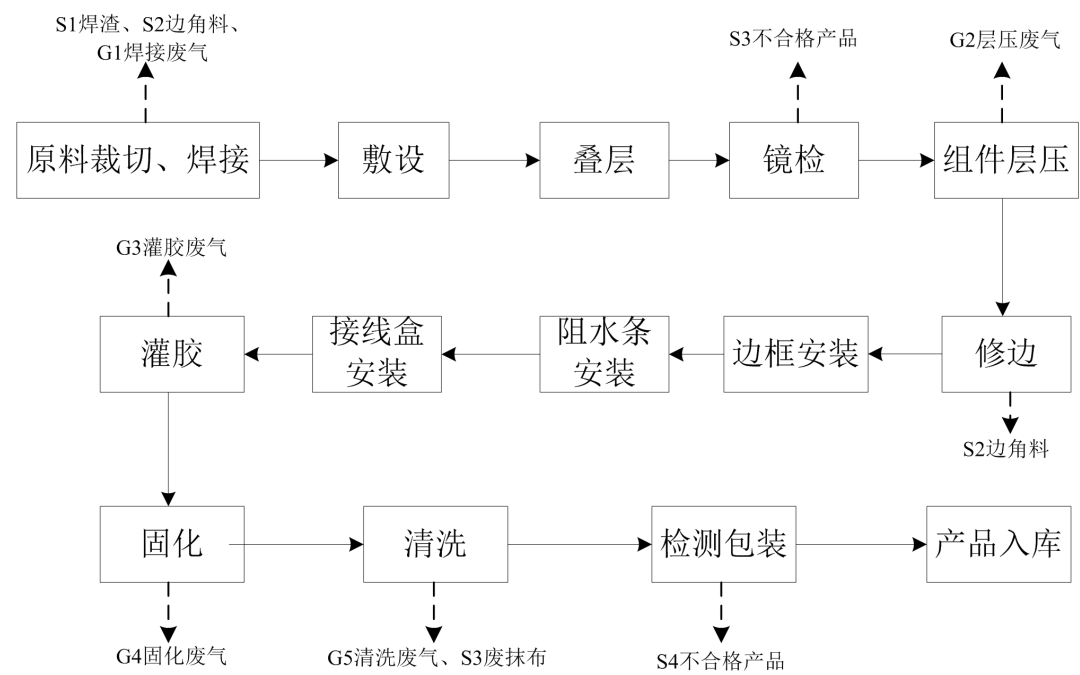 S1焊渣、S2边角料、
G1焊接废气
S3不合格产品
G2层压废气
原料裁切、焊接
敷设
叠层
镜检
组件层压
G3灌胶废气
灌胶
接线盒
安装
阻水条
安装
边框安装
修边
S2边角料
固化
清洗
检测包装
产品入库
G4固化废气
G5清洗废气、S3废抹布
S4不合格产品